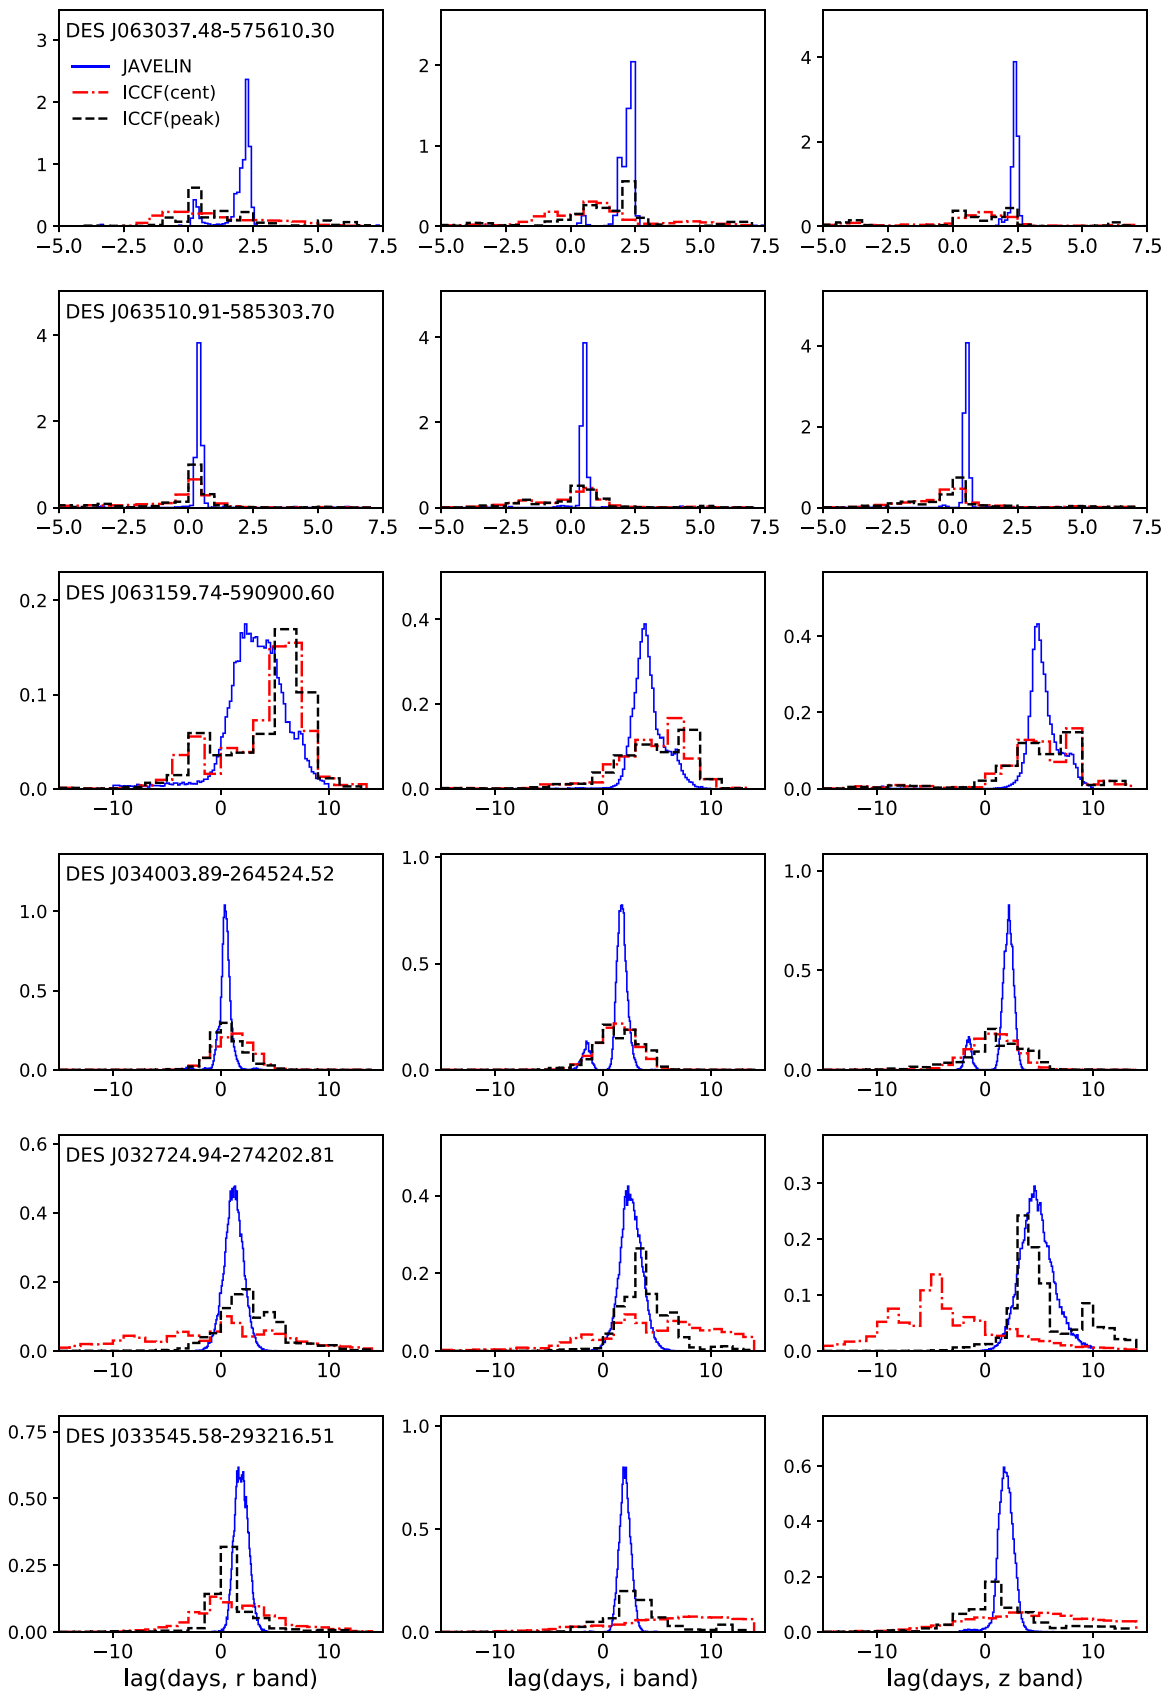 DES J063037.48-575610.30
JAVELIN
ICCF(cent)
ICCF(peak)
3
2
1
0
2
1
0
4
2
0
−5.0 −2.5 0.0 2.5 5.0 7.5
−5.0 −2.5 0.0 2.5 5.0 7.5
−5.0 −2.5 0.0 2.5 5.0 7.5
DES J063510.91-585303.70
4
2
0
4
2
0
4
2
0
−5.0 −2.5 0.0 2.5 5.0 7.5
−5.0 −2.5 0.0 2.5 5.0 7.5
−5.0 −2.5 0.0 2.5 5.0 7.5
DES J063159.74-590900.60
0.2
0.1
0.0
0.4
0.2
0.0
0.4
0.2
0.0
−10 0 10
−10 0 10
−10 0 10
DES J034003.89-264524.52
1.0
0.5
0.0
1.0
0.5
0.0
1.0
0.5
0.0
−10 0 10
−10 0 10
−10 0 10
DES J032724.94-274202.81
0.6
0.4
0.2
0.0
0.4
0.2
0.0
0.3
0.2
0.1
0.0
−10 0 10
−10 0 10
−10 0 10
DES J033545.58-293216.51
0.75
0.50
0.25
0.00
1.0
0.5
0.0
0.6
0.4
0.2
0.0
−10 0 10
−10 0 10
−10 0 10
lag(days, r band)
lag(days, i band)
lag(days, z band)